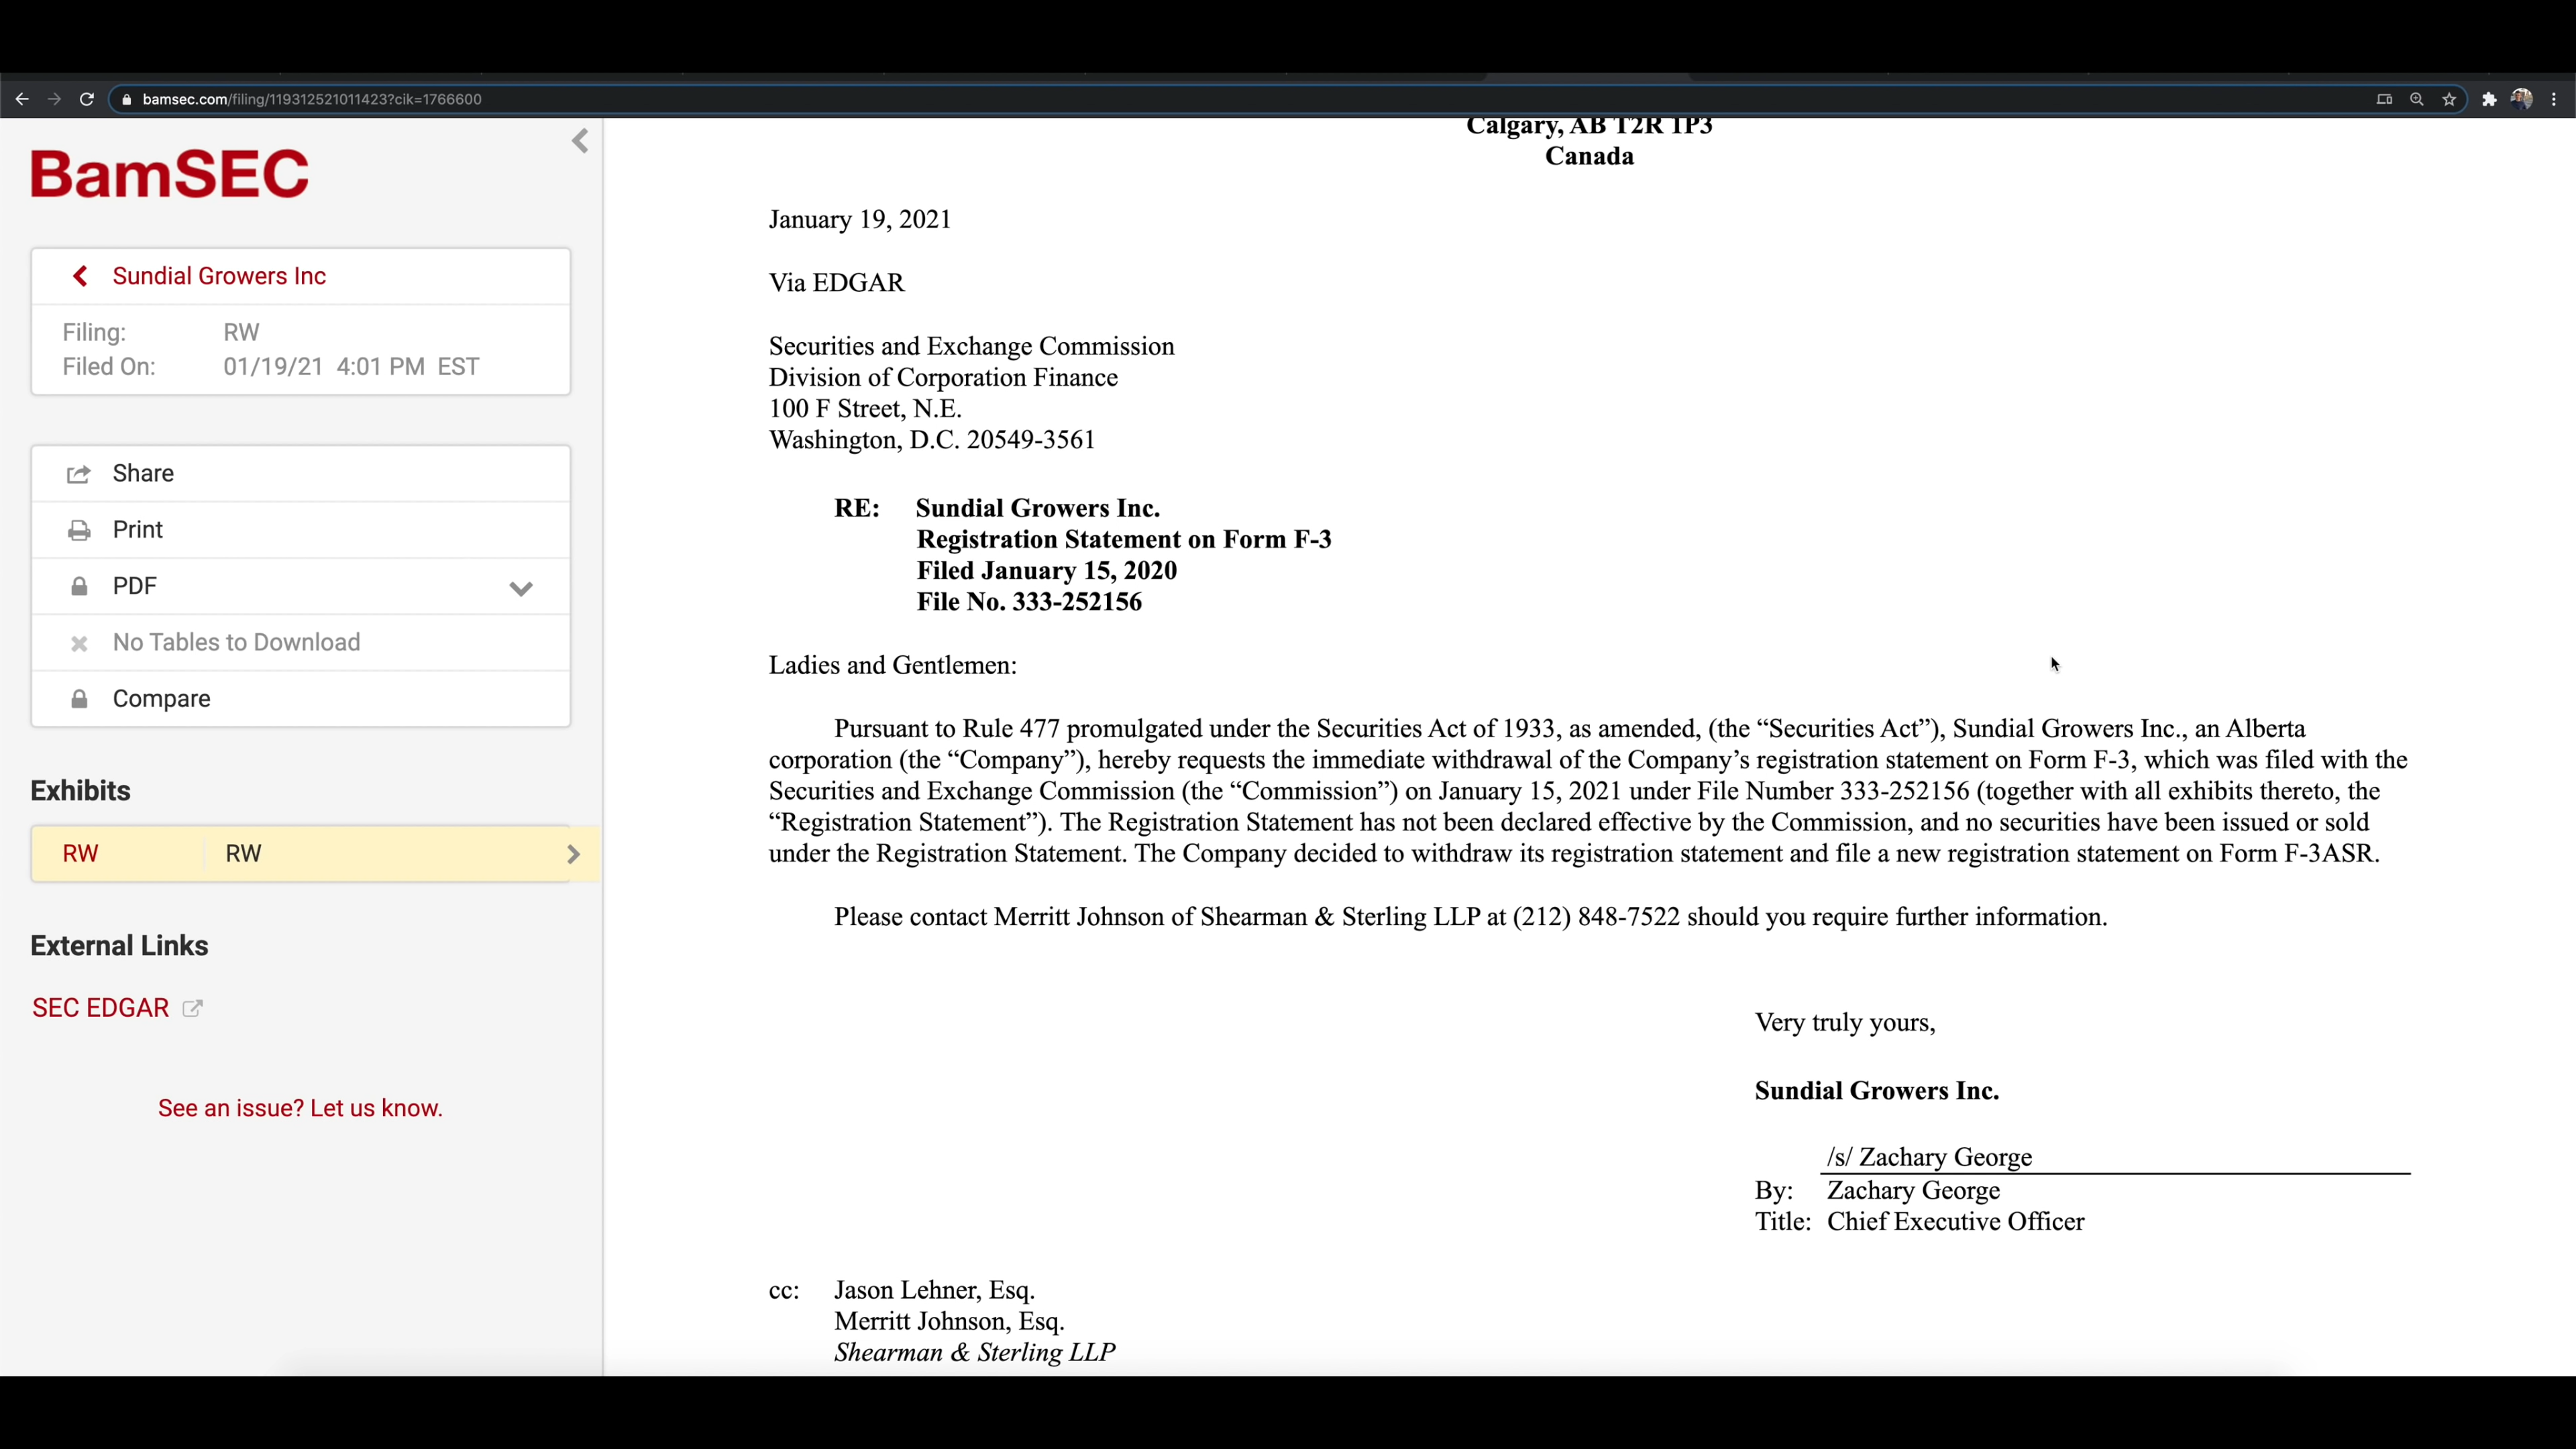 bamsec.com/filing/119312521011423?cik=1766600
BamSEC
Sundial Growers Inc
Filing: RW
Filed On: 01/19/21 4:01 PM EST
Share
Print
PDF
No Tables to Download
Compare
Exhibits
RW RW
External Links
SEC EDGAR
See an issue? Let us know.
Calgary, AB T2R 1P3
Canada
January 19, 2021
Via EDGAR
Securities and Exchange Commission
Division of Corporation Finance
100 F Street, N.E.
Washington, D.C. 20549-3561
RE: Sundial Growers Inc.
Registration Statement on Form F-3
Filed January 15, 2020
File No. 333-252156
Ladies and Gentlemen:
Pursuant to Rule 477 promulgated under the Securities Act of 1933, as amended, (the “Securities Act”), Sundial Growers Inc., an Alberta
corporation (the “Company”), hereby requests the immediate withdrawal of the Company’s registration statement on Form F-3, which was filed with the
Securities and Exchange Commission (the “Commission”) on January 15, 2021 under File Number 333-252156 (together with all exhibits thereto, the
“Registration Statement”). The Registration Statement has not been declared effective by the Commission, and no securities have been issued or sold
under the Registration Statement. The Company decided to withdraw its registration statement and file a new registration statement on Form F-3ASR.
Please contact Merritt Johnson of Shearman & Sterling LLP at (212) 848-7522 should you require further information.
Very truly yours,
Sundial Growers Inc.
/s/ Zachary George
By: Zachary George
Title: Chief Executive Officer
cc: Jason Lehner, Esq.
Merritt Johnson, Esq.
Shearman & Sterling LLP